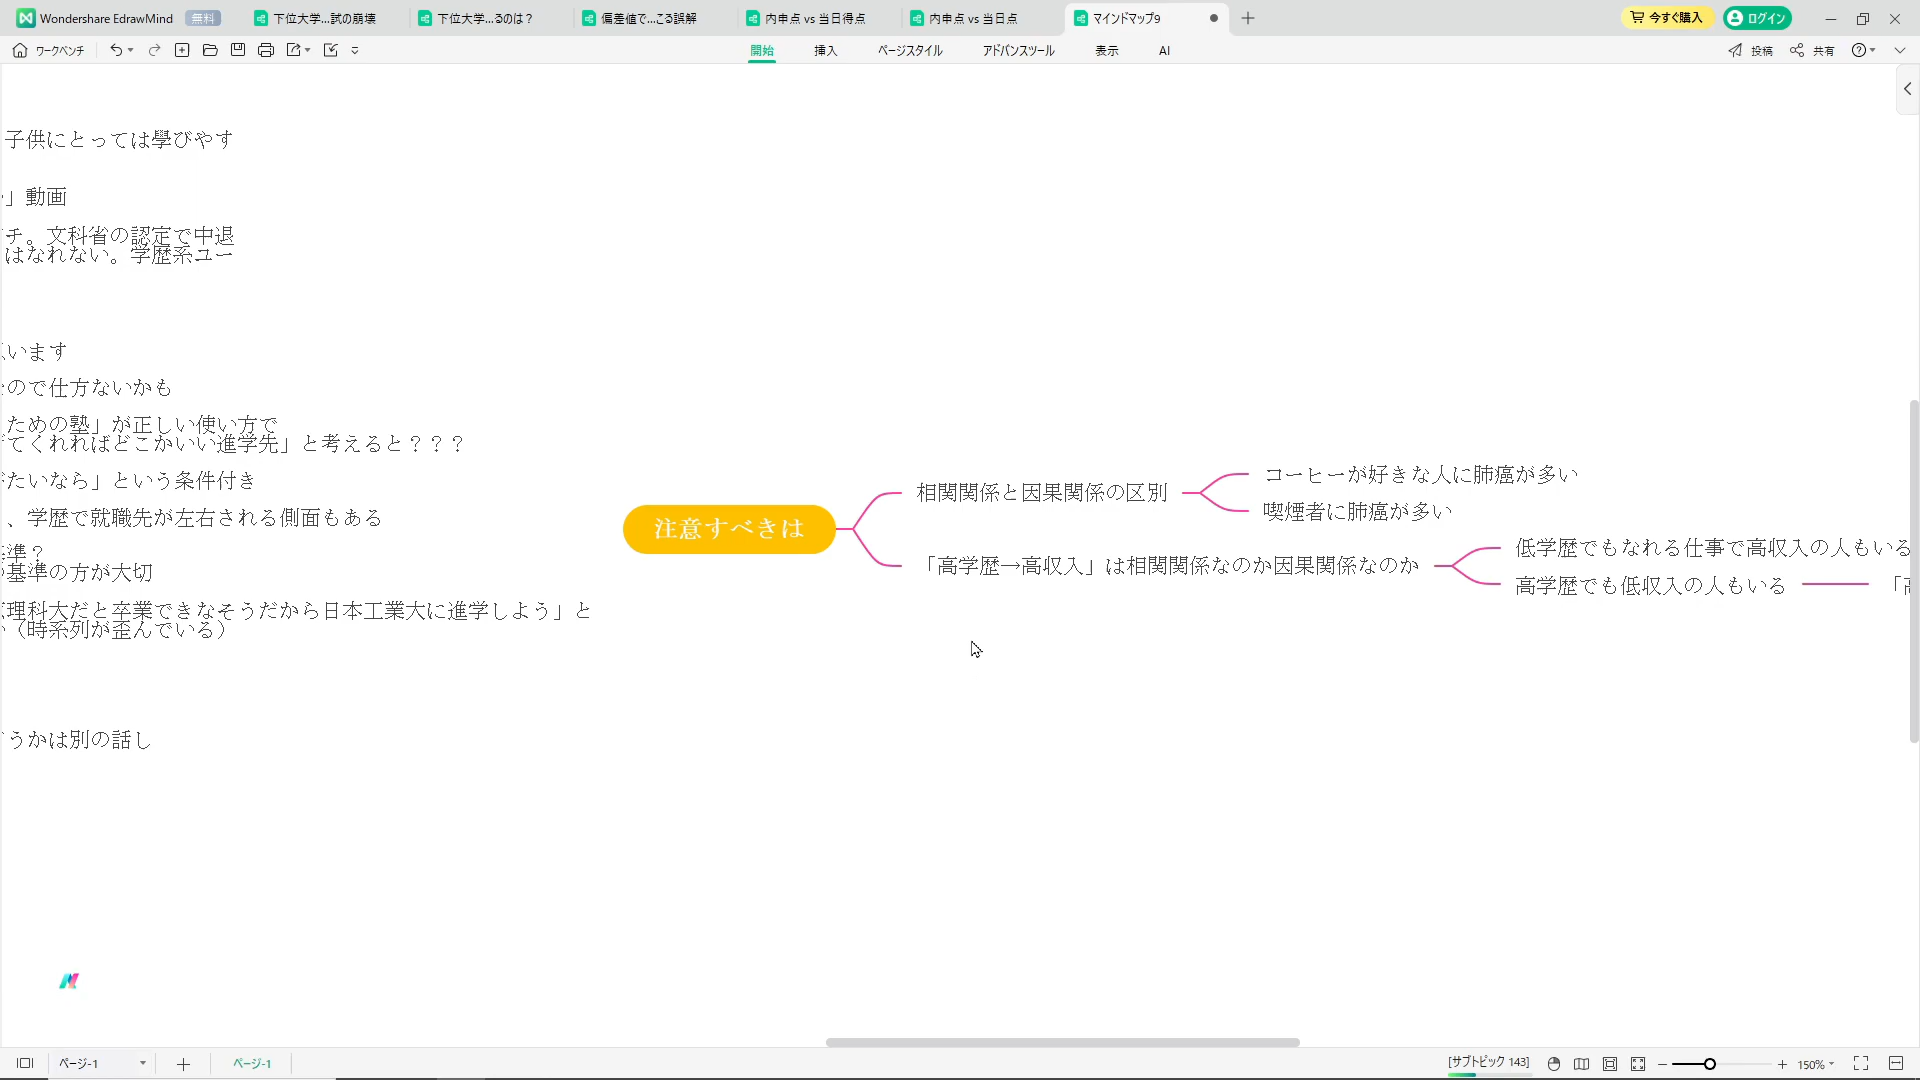 Wondershare EdrawMind 無料
下位大学...試の崩壊
下位大学...るのは？
偏差値で...こる誤解
内申点 vs 当日得点
内申点 vs 当日点
マインドマップ9
今すぐ購入
ログイン
ワークベンチ
開始
挿入
ページスタイル
アドバンスツール
表示
AI
投稿
共有
子供にとっては學びやす
」動画
チ。文科省の認定で中退
はなれない。学歴系ユー
います
ので仕方ないかも
ための塾」が正しい使い方で
てくれればどこかいい進学先」と考えると？？？
たいなら」という条件付き
、学歴で就職先が左右される側面もある
準？
の基準の方が大切
理科大だと卒業できなそうだから日本工業大に進学しよう」と
（時系列が歪んでいる）
うかは別の話し
注意すべきは
相関関係と因果関係の区別
コーヒーが好きな人に肺癌が多い
喫煙者に肺癌が多い
「高学歴→高収入」は相関関係なのか因果関係なのか
低学歴でもなれる仕事で高収入の人もいる
高学歴でも低収入の人もいる
「高
ページ-1
ページ-1
[サブトピック 143]
150%